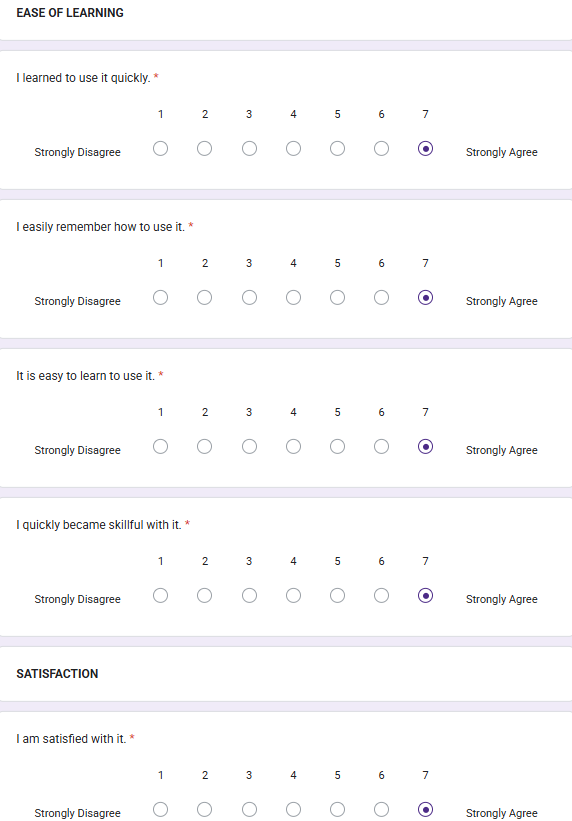 EASE OF LEARNING
I learned to use it quickly. *
1 2 3 4 5 6 7
Strongly Disagree Strongly Agree
I easily remember how to use it. *
1 2 3 4 5 6 7
Strongly Disagree Strongly Agree
It is easy to learn to use it. *
1 2 3 4 5 6 7
Strongly Disagree Strongly Agree
I quickly became skillful with it. *
1 2 3 4 5 6 7
Strongly Disagree Strongly Agree
SATISFACTION
I am satisfied with it. *
1 2 3 4 5 6 7
Strongly Disagree Strongly Agree